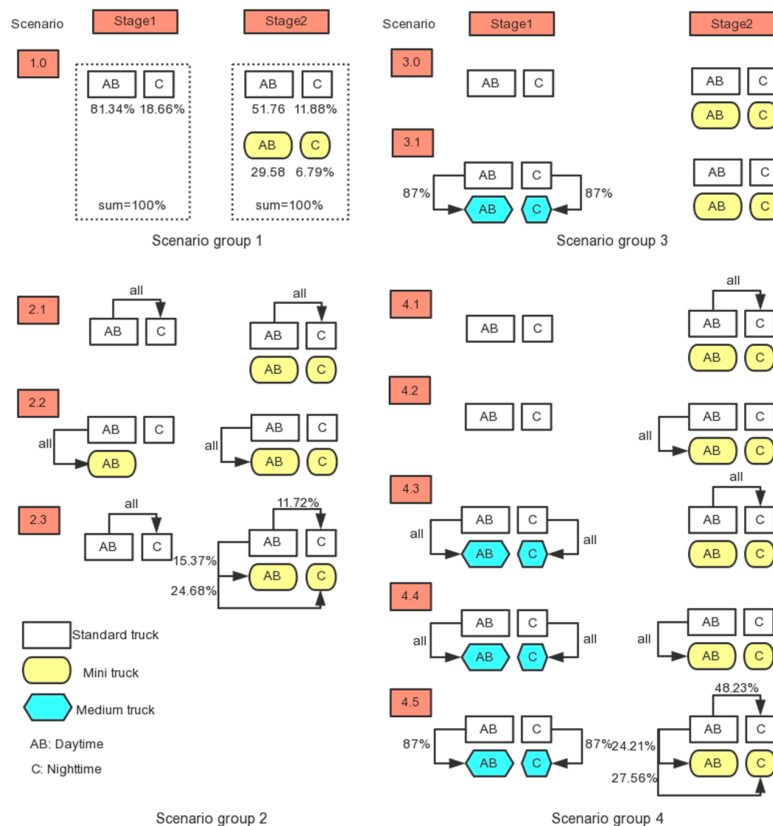 Scenario Stage1 Stage2
1.0
AB C AB C
81.34% 18.66% 51.76 11.88%
AB C
29.58 6.79%
sum=100% sum=100%
Scenario group 1
Scenario Stage1 Stage2
3.0
AB C AB C
AB C
3.1
AB C AB C
87% AB C 87% AB C
Scenario group 3
2.1
all all
AB C AB C
AB C
2.2
AB C AB C
all AB all AB C
2.3
all 11.72%
AB C AB C
15.37% AB C
24.68%
Standard truck
Mini truck
Medium truck
AB: Daytime
C: Nighttime
Scenario group 2
4.1
all
AB C AB C
AB C
4.2
AB C AB C
all AB C
4.3
all
AB C AB C
all AB C all AB C
4.4
AB C AB C
all AB C all all AB C
4.5
48.23%
AB C AB C
87% AB C 87% 24.21% AB C
27.56%
Scenario group 4